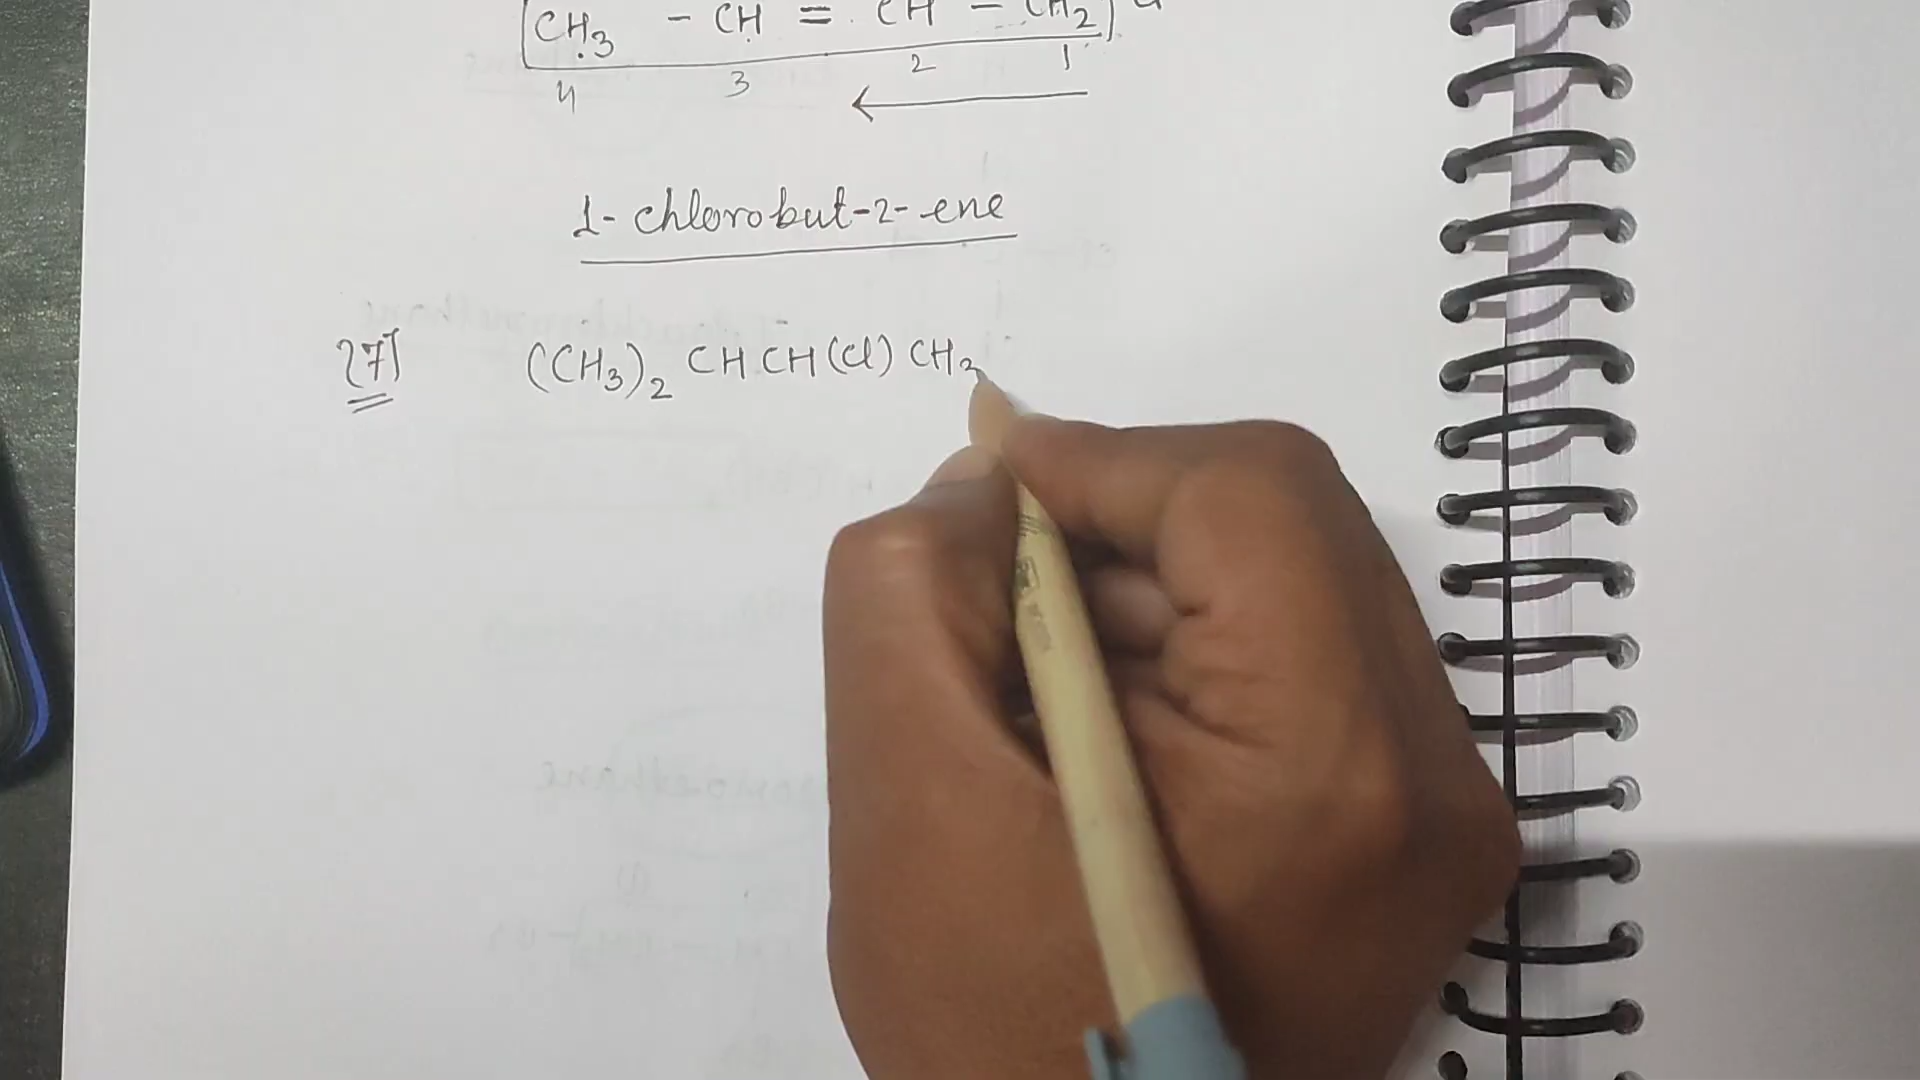 CH3 - CH = CH - CH2
4 3 2 1
1- chlorobut-2-ene
27] (CH3)2 CHCH(Cl) CH3